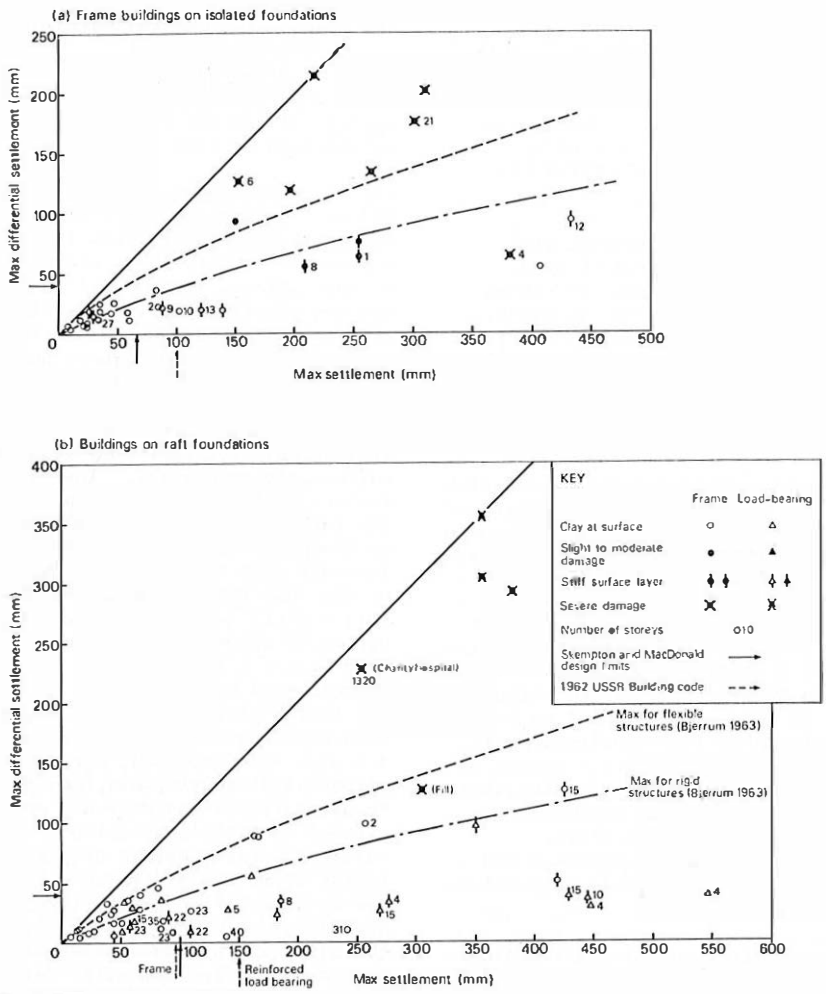 (a) Frame buildings on isolated foundations
250
200
150
100
50
0
50
100
150
200
250
300
350
400
450
500
Max differential settlement (mm)
Max settlement (mm)
21
6
8
1
4
12
2
9
10
13
27
(b) Buildings on raft foundations
400
350
300
250
200
150
100
50
0
50
100
150
200
250
300
350
400
450
500
550
600
Max differential settlement (mm)
Max settlement (mm)
KEY
Frame Load-bearing
Clay at surface
Slight to moderate
damage
Stiff surface layer
Severe damage
Number of storeys 10
Skempton and MacDonald
design limits
1962 USSR Building code
(Charity hospital)
1320
Max for flexible
structures (Bjerrum 1963)
(Fill)
15
Max for rigid
structures (Bjerrum 1963)
2
8
4
15
15
10
4
4
23
5
15
35
22
23
23
22
4
310
Frame
Reinforced
load bearing